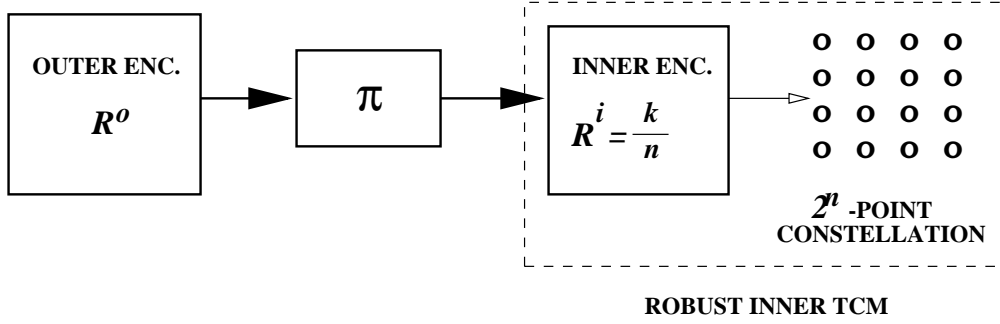 OUTER ENC.
R^o
π
INNER ENC.
R^i = k/n
2^n -POINT
CONSTELLATION
ROBUST INNER TCM